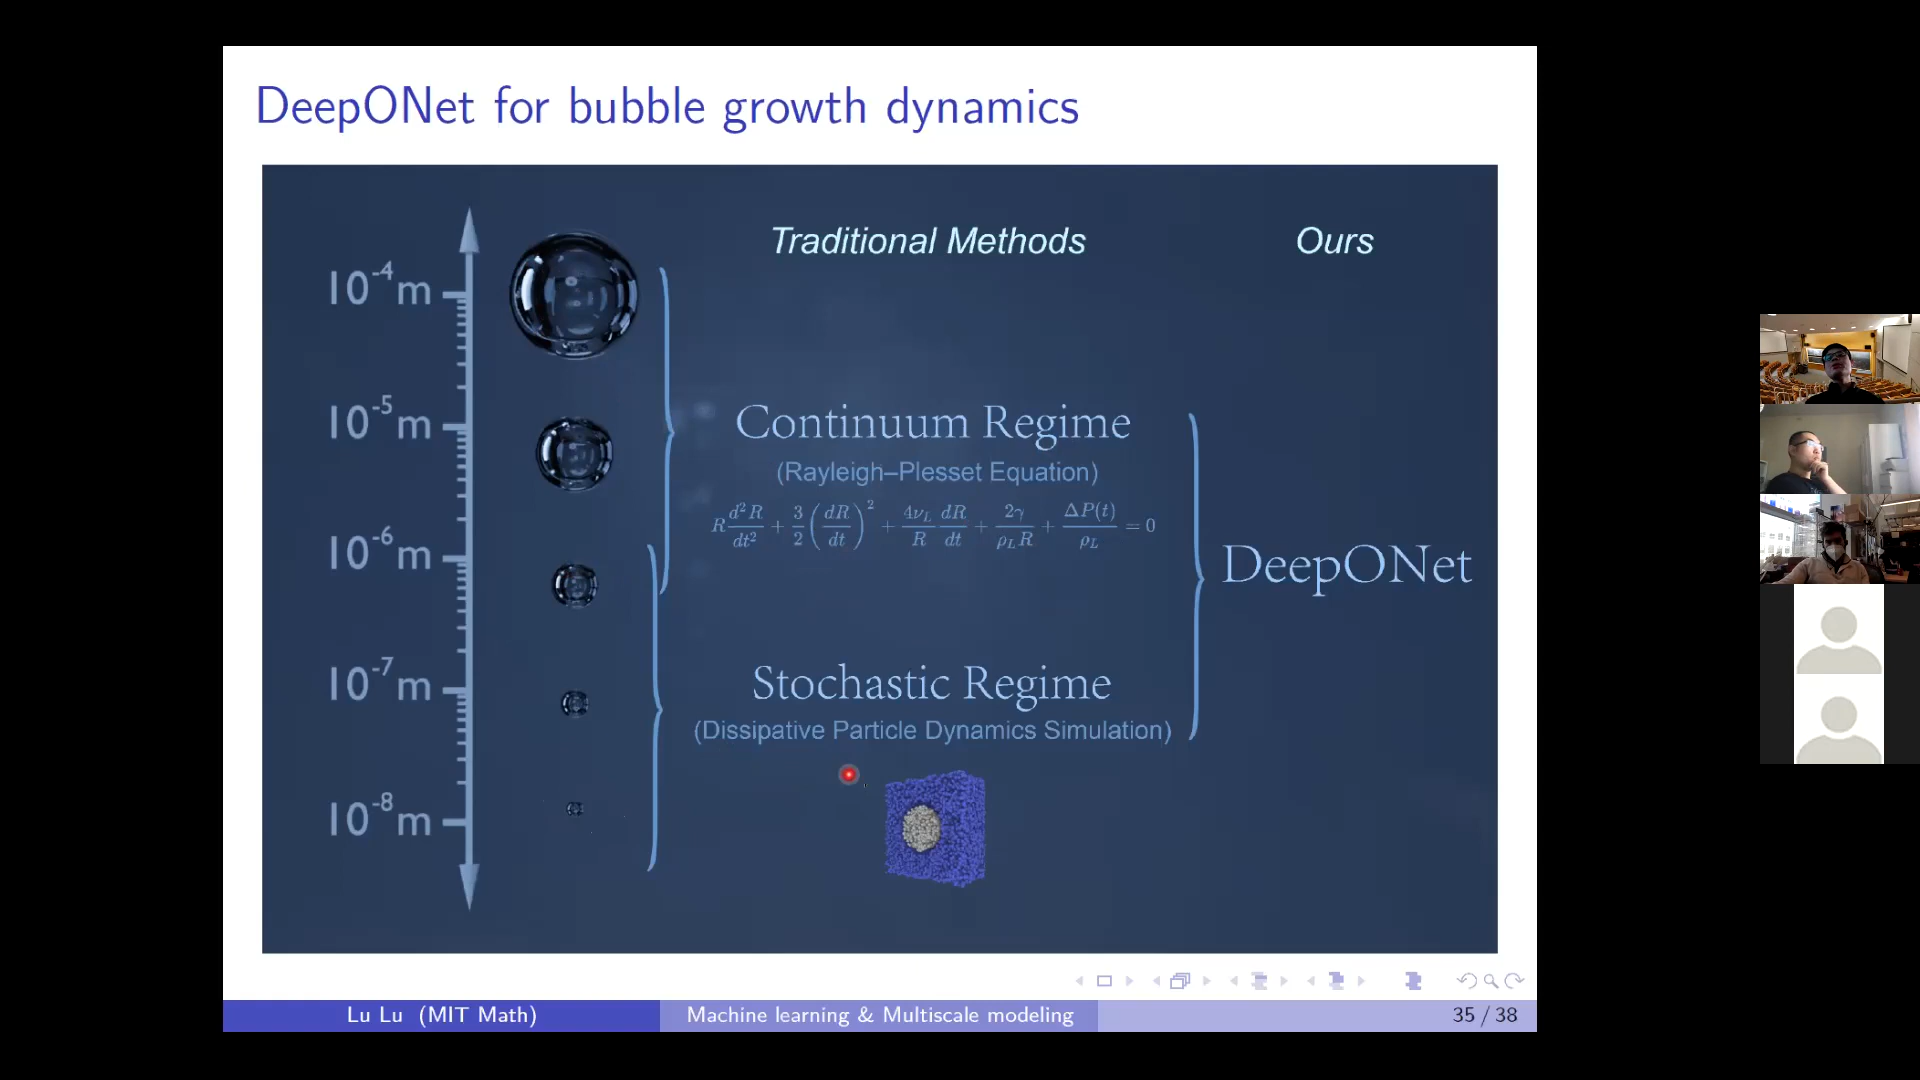 DeepONet for bubble growth dynamics
Traditional Methods
Ours
10⁻⁴m
10⁻⁵m
10⁻⁶m
10⁻⁷m
10⁻⁸m
Continuum Regime
(Rayleigh–Plesset Equation)
R d²R/dt² + 3/2 (dR/dt)² + 4ν_L/R dR/dt + 2γ/ρ_L R + ΔP(t)/ρ_L = 0
DeepONet
Stochastic Regime
(Dissipative Particle Dynamics Simulation)
Lu Lu (MIT Math)
Machine learning & Multiscale modeling
35 / 38